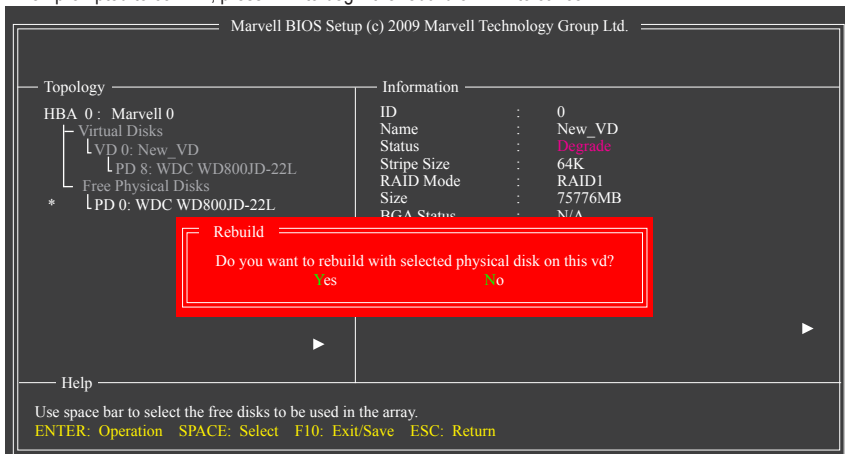 Marvell BIOS Setup (c) 2009 Marvell Technology Group Ltd.
Topology
HBA 0 : Marvell 0
Virtual Disks
VD 0: New_VD
PD 8: WDC WD800JD-22L
Free Physical Disks
* PD 0: WDC WD800JD-22L
Information
ID : 0
Name : New_VD
Status : Degrade
Stripe Size : 64K
RAID Mode : RAID1
Size : 75776MB
BGA Status : N/A
Rebuild
Do you want to rebuild with selected physical disk on this vd?
Yes No
Help
Use space bar to select the free disks to be used in the array.
ENTER: Operation SPACE: Select F10: Exit/Save ESC: Return